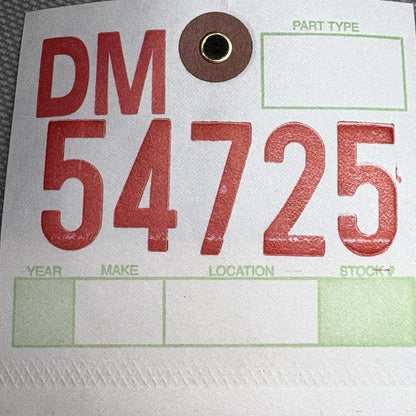 DM PART TYPE
54725
YEAR MAKE LOCATION STOCK #